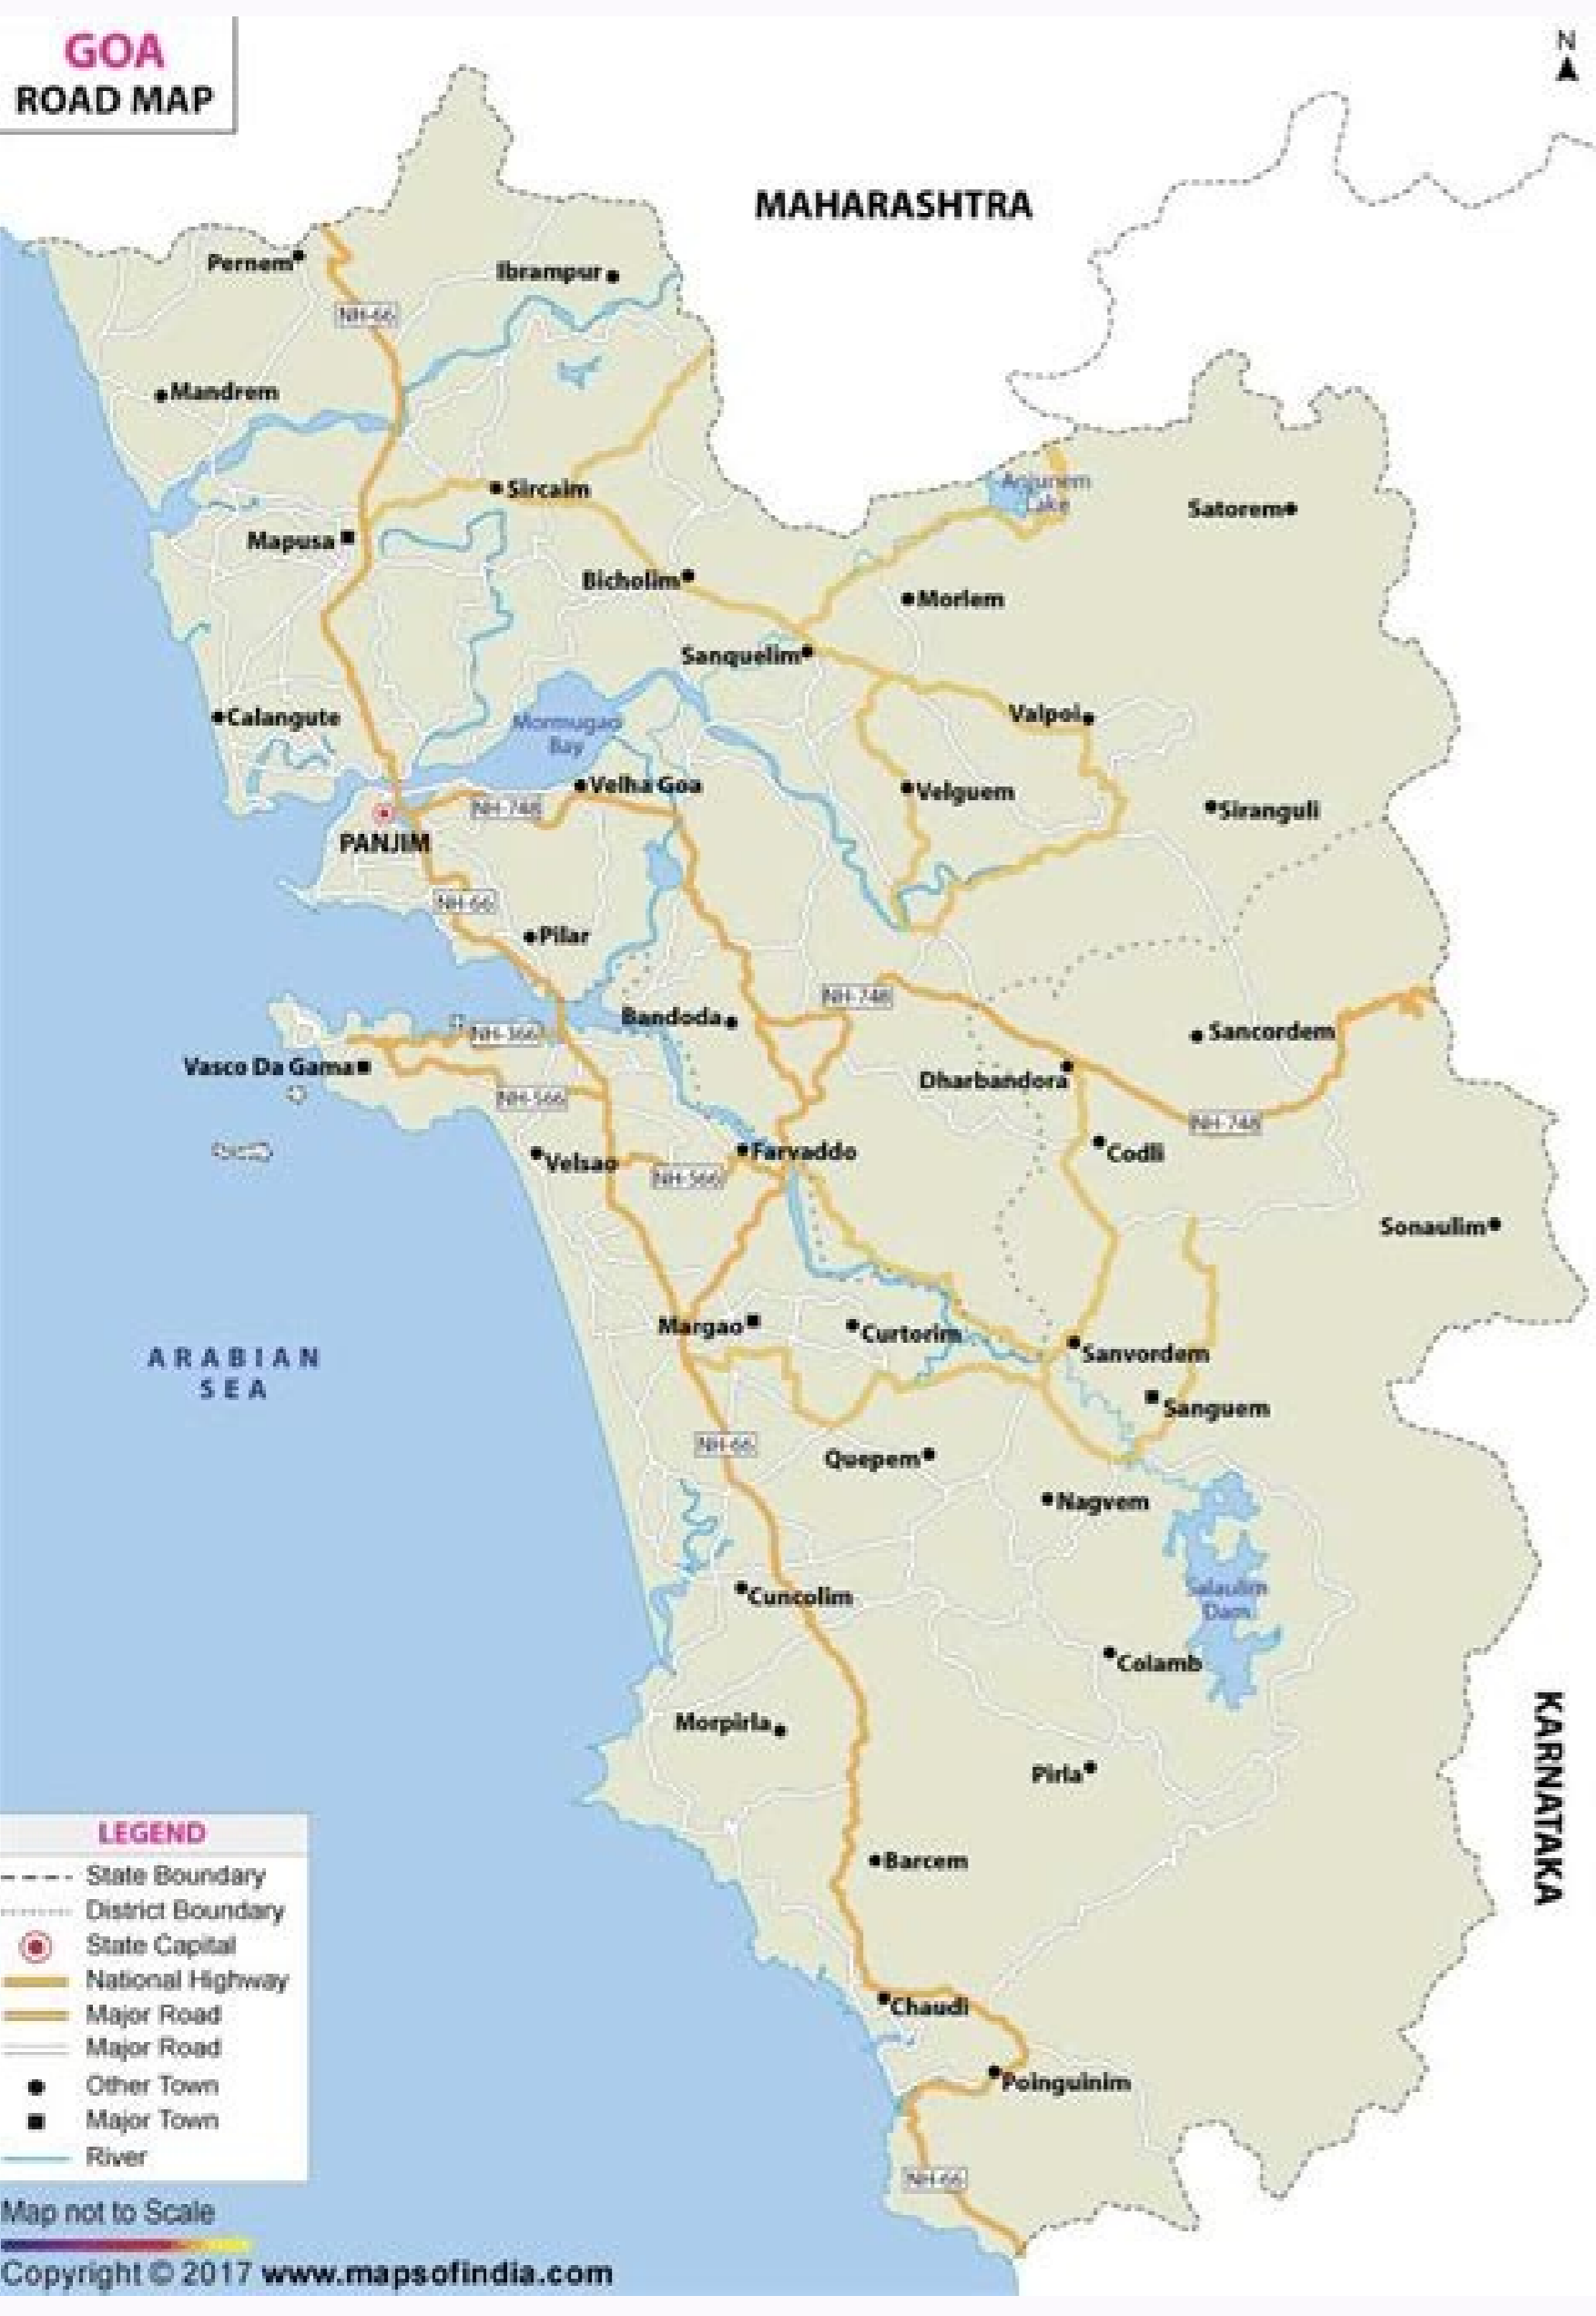 GOA
ROAD MAP
N
MAHARASHTRA
Pernem
Ibrampur
NH-66
Mandrem
Anjunem
Lake
Sircaim
Satorem
Mapusa
Bicholim
Morlem
Sanquelim
Calangute
Mormugao
Bay
Valpoi
Velha Goa
Velguem
NH-748
Siranguli
PANJIM
NH-66
Pilar
NH-748
Bandoda
NH-366
Sancordem
Vasco Da Gama
Dharbandora
NH-566
NH-748
Velsao
Farvaddo
Codli
NH-566
Sonaulim
Margao
Curtorim
ARABIAN
SEA
Sanvordem
Sanguem
NH-66
Quepem
Nagvem
Salaulim
Dam
Cuncolim
Colamb
Morpirla
Pirla
KARNATAKA
Barcem
Chaudi
Poinguinim
NH-66
LEGEND
State Boundary
District Boundary
State Capital
National Highway
Major Road
Major Road
Other Town
Major Town
River
Map not to Scale
Copyright © 2017 www.mapsofindia.com